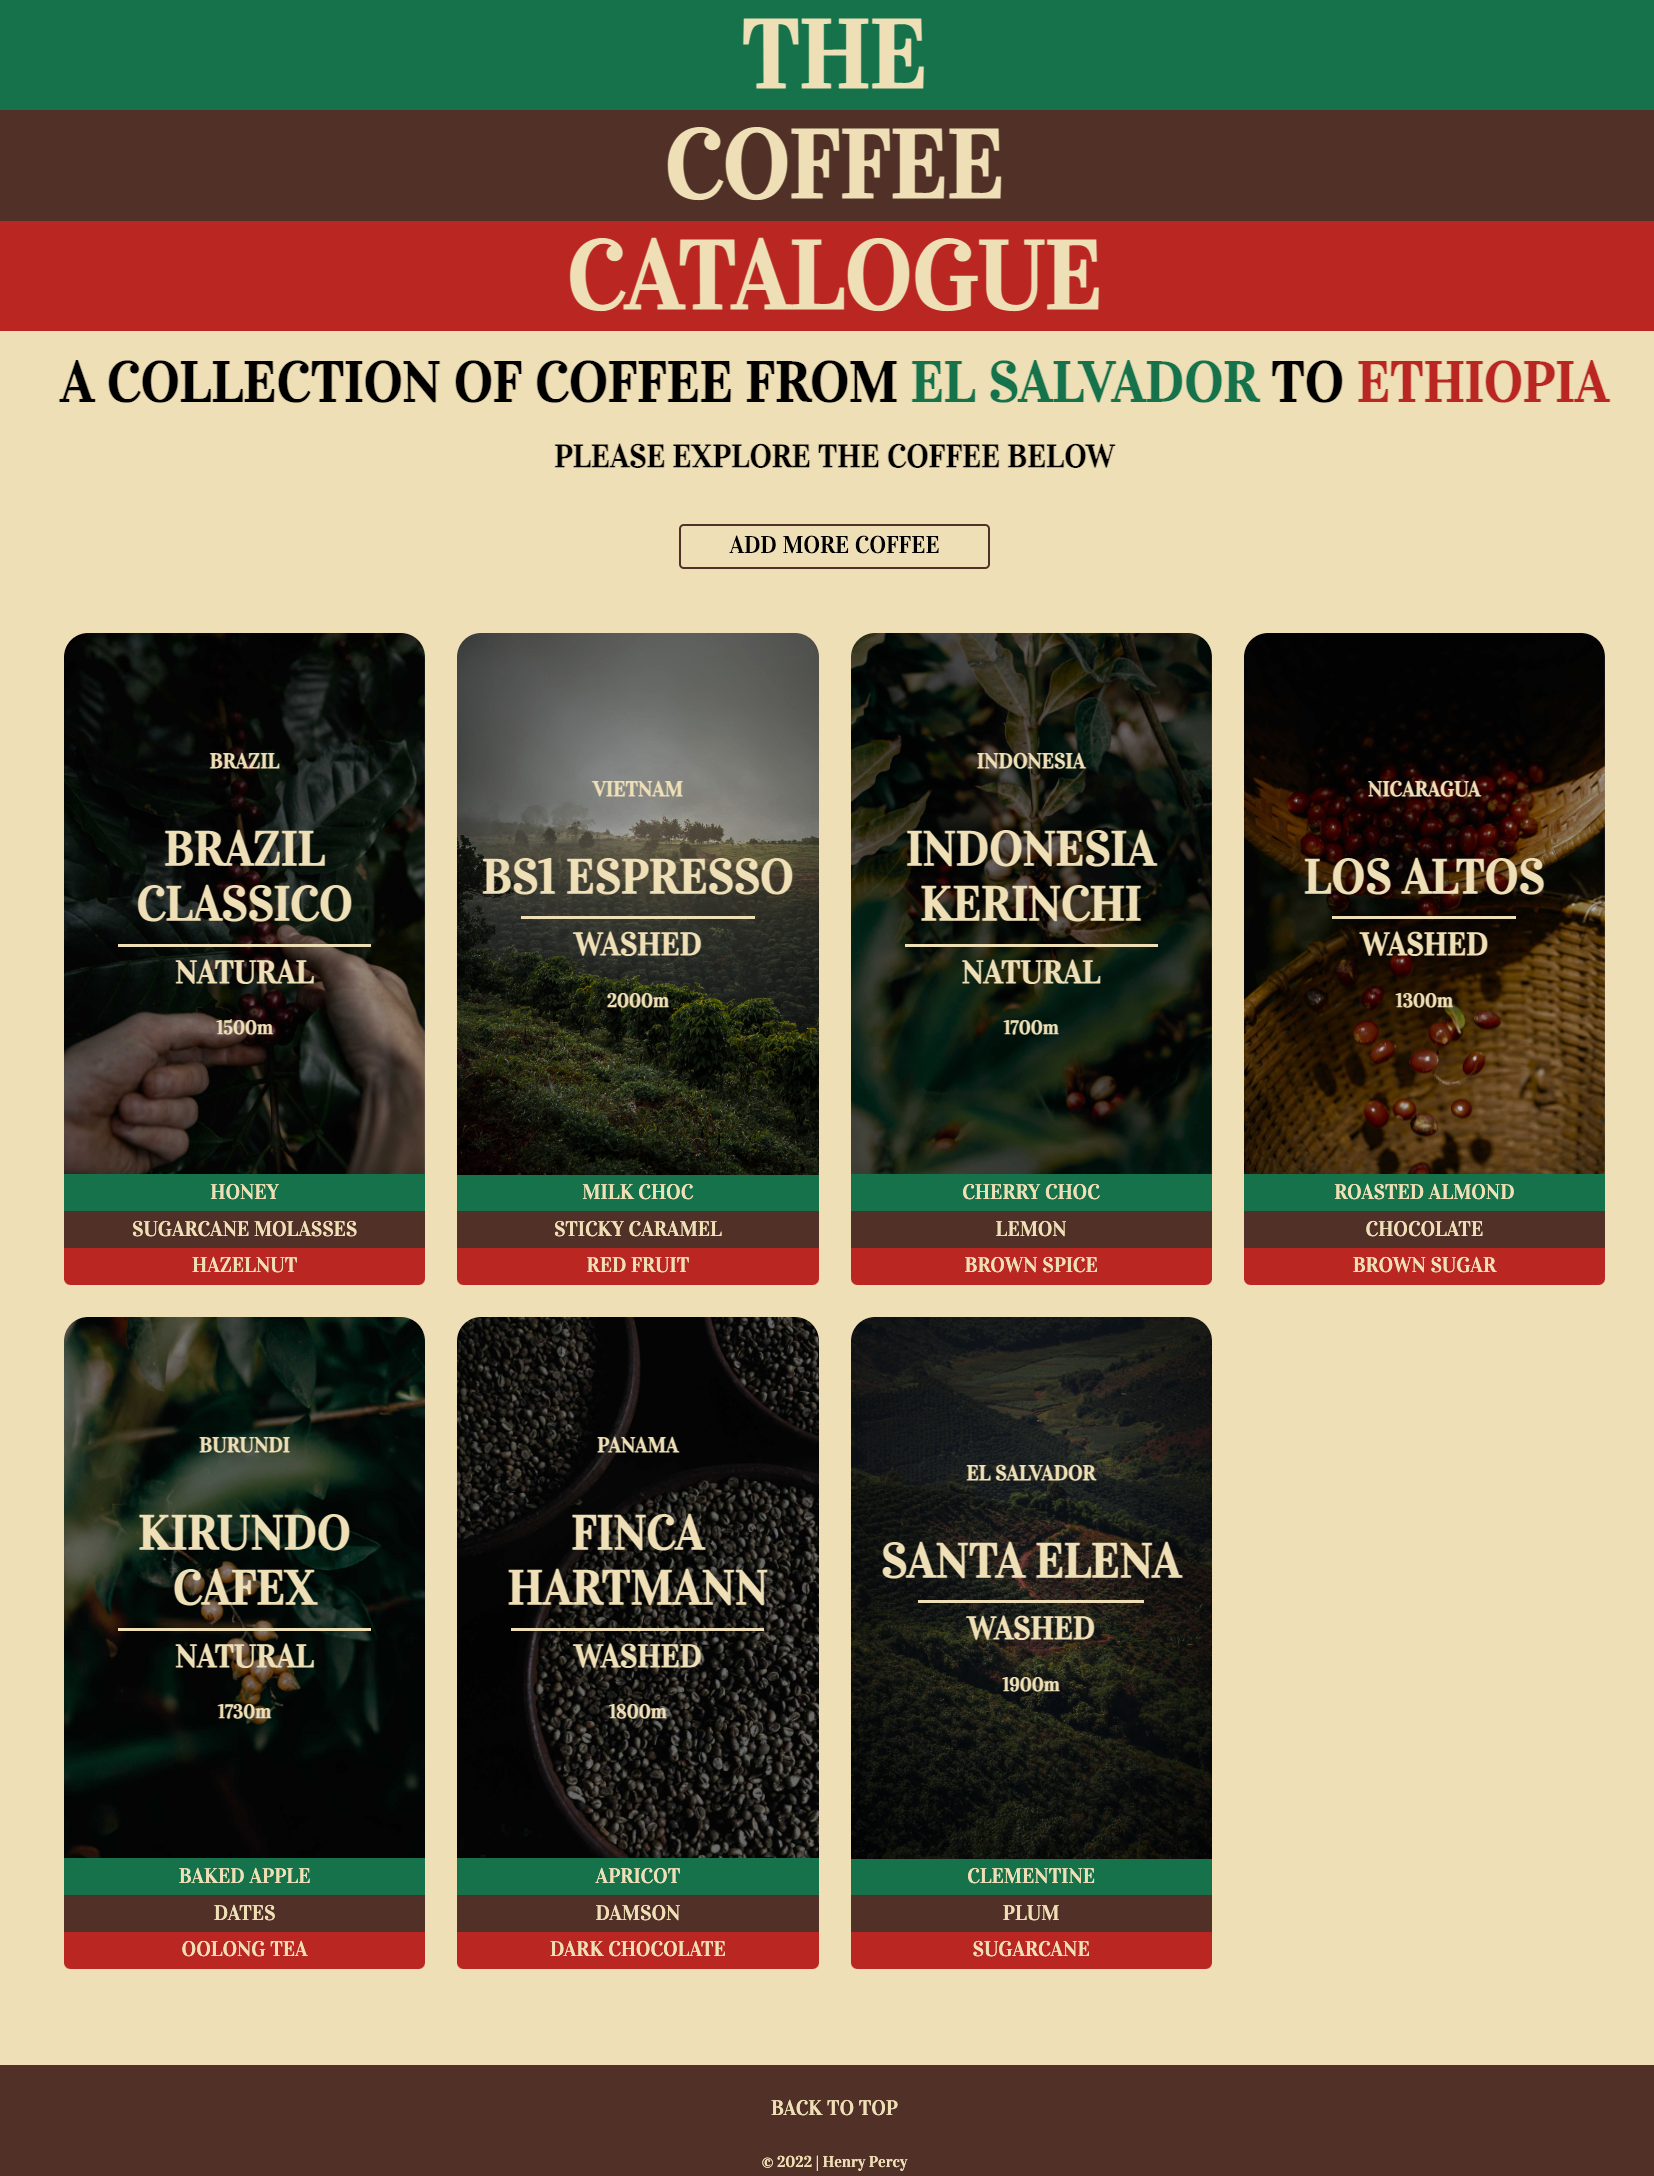 THE
COFFEE
CATALOGUE
A COLLECTION OF COFFEE FROM EL SALVADOR TO ETHIOPIA
PLEASE EXPLORE THE COFFEE BELOW
ADD MORE COFFEE
BRAZIL
BRAZIL
CLASSICO
NATURAL
1500m
HONEY
SUGARCANE MOLASSES
HAZELNUT
VIETNAM
BS1 ESPRESSO
WASHED
2000m
MILK CHOC
STICKY CARAMEL
RED FRUIT
INDONESIA
INDONESIA
KERINCHI
NATURAL
1700m
CHERRY CHOC
LEMON
BROWN SPICE
NICARAGUA
LOS ALTOS
WASHED
1300m
ROASTED ALMOND
CHOCOLATE
BROWN SUGAR
BURUNDI
KIRUNDO
CAFEX
NATURAL
1730m
BAKED APPLE
DATES
OOLONG TEA
PANAMA
FINCA
HARTMANN
WASHED
1800m
APRICOT
DAMSON
DARK CHOCOLATE
EL SALVADOR
SANTA ELENA
WASHED
1900m
CLEMENTINE
PLUM
SUGARCANE
BACK TO TOP
© 2022 | Henry Percy